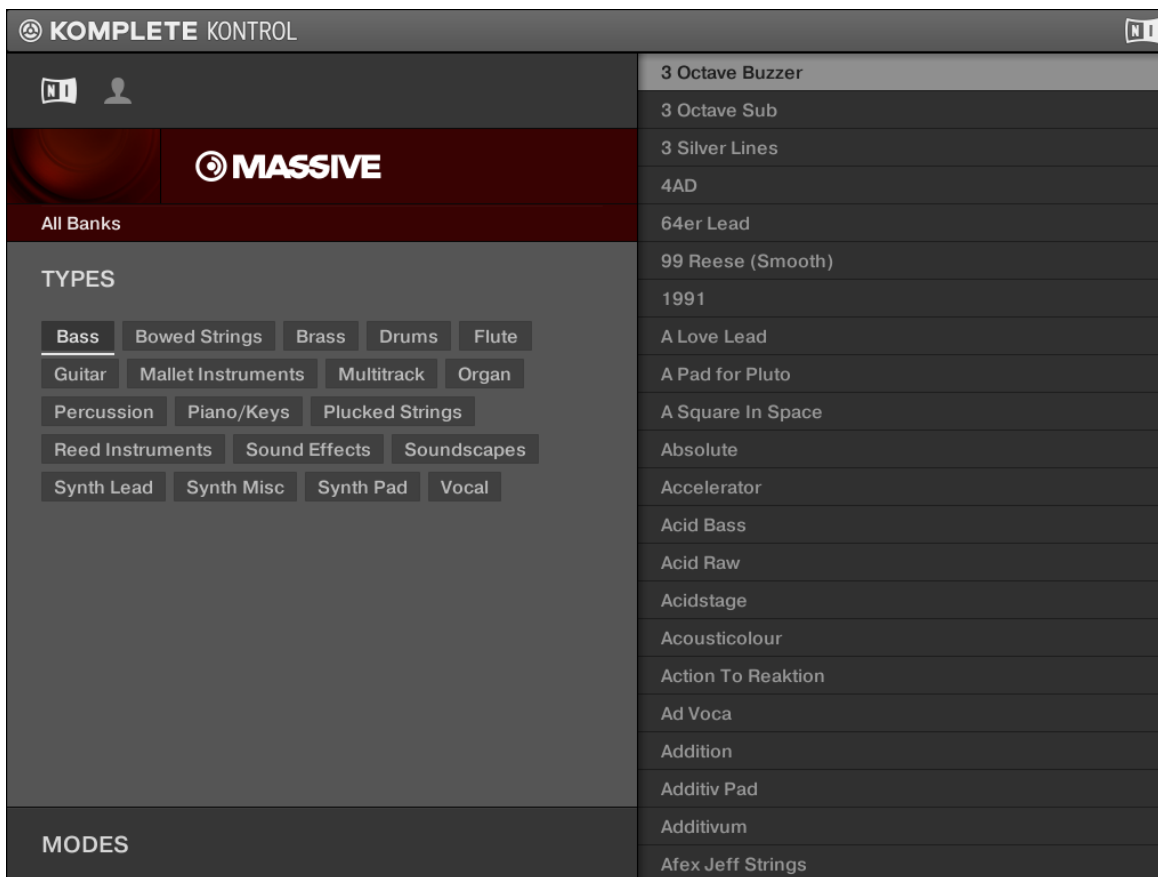 KOMPLETE KONTROL
NI
NI
MASSIVE
All Banks
TYPES
Bass Bowed Strings Brass Drums Flute
Guitar Mallet Instruments Multitrack Organ
Percussion Piano/Keys Plucked Strings
Reed Instruments Sound Effects Soundscapes
Synth Lead Synth Misc Synth Pad Vocal
MODES
3 Octave Buzzer
3 Octave Sub
3 Silver Lines
4AD
64er Lead
99 Reese (Smooth)
1991
A Love Lead
A Pad for Pluto
A Square In Space
Absolute
Accelerator
Acid Bass
Acid Raw
Acidstage
Acousticolour
Action To Reaktion
Ad Voca
Addition
Additiv Pad
Additivum
Afex Jeff Strings